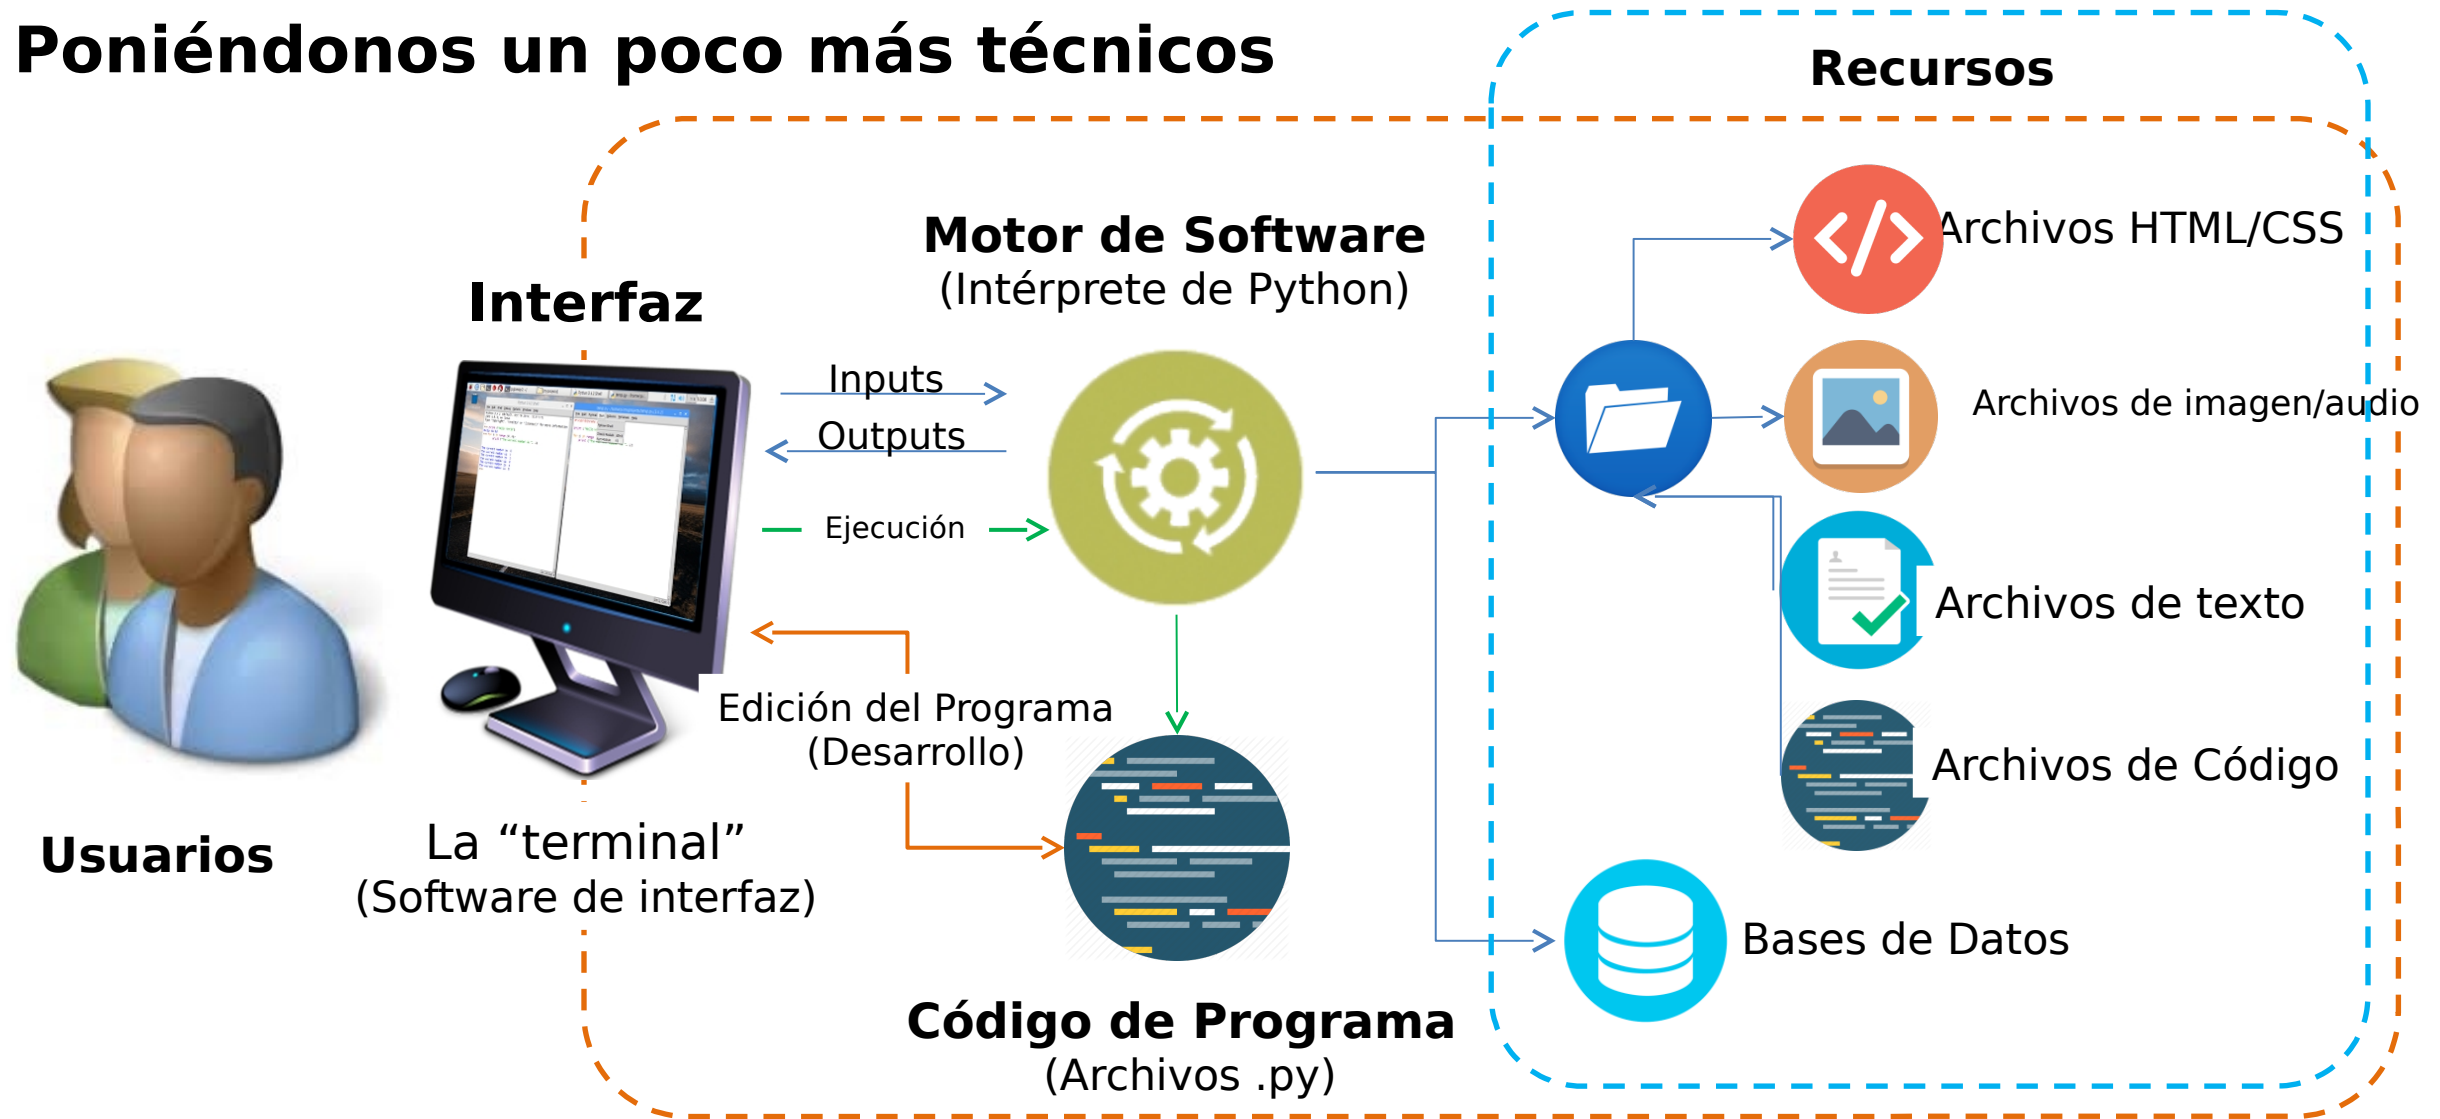 Poniéndonos un poco más técnicos
Recursos
Motor de Software
(Intérprete de Python)
Archivos HTML/CSS
Interfaz
Inputs
Outputs
Archivos de imagen/audio
Ejecución
Archivos de texto
Edición del Programa
(Desarrollo)
Archivos de Código
Usuarios
La “terminal”
(Software de interfaz)
Bases de Datos
Código de Programa
(Archivos .py)